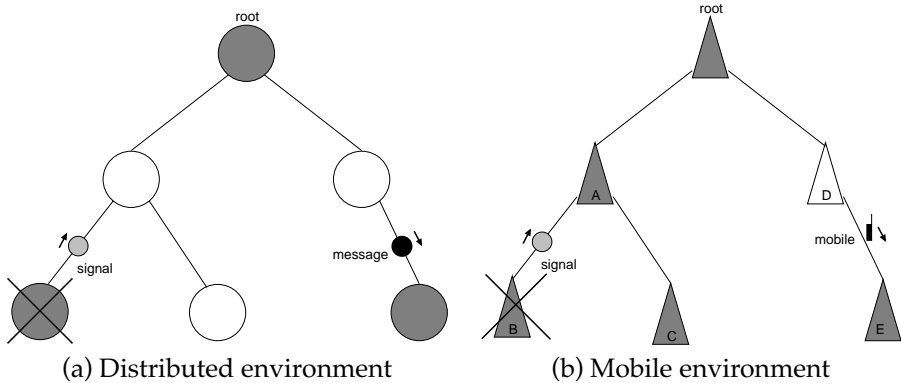 root
signal
message
(a) Distributed environment
root
A
D
mobile
signal
B
C
E
(b) Mobile environment